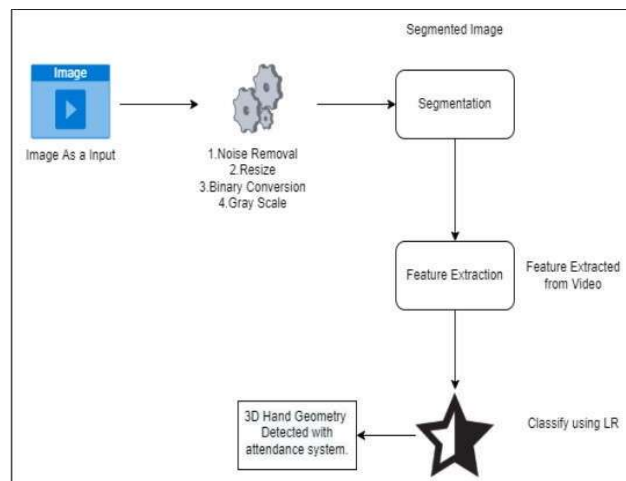 Segmented Image
Image
Segmentation
Image As a Input
1.Noise Removal
2.Resize
3.Binary Conversion
4.Gray Scale
Feature Extraction
Feature Extracted
from Video
3D Hand Geometry
Detected with
attendance system.
Classify using LR